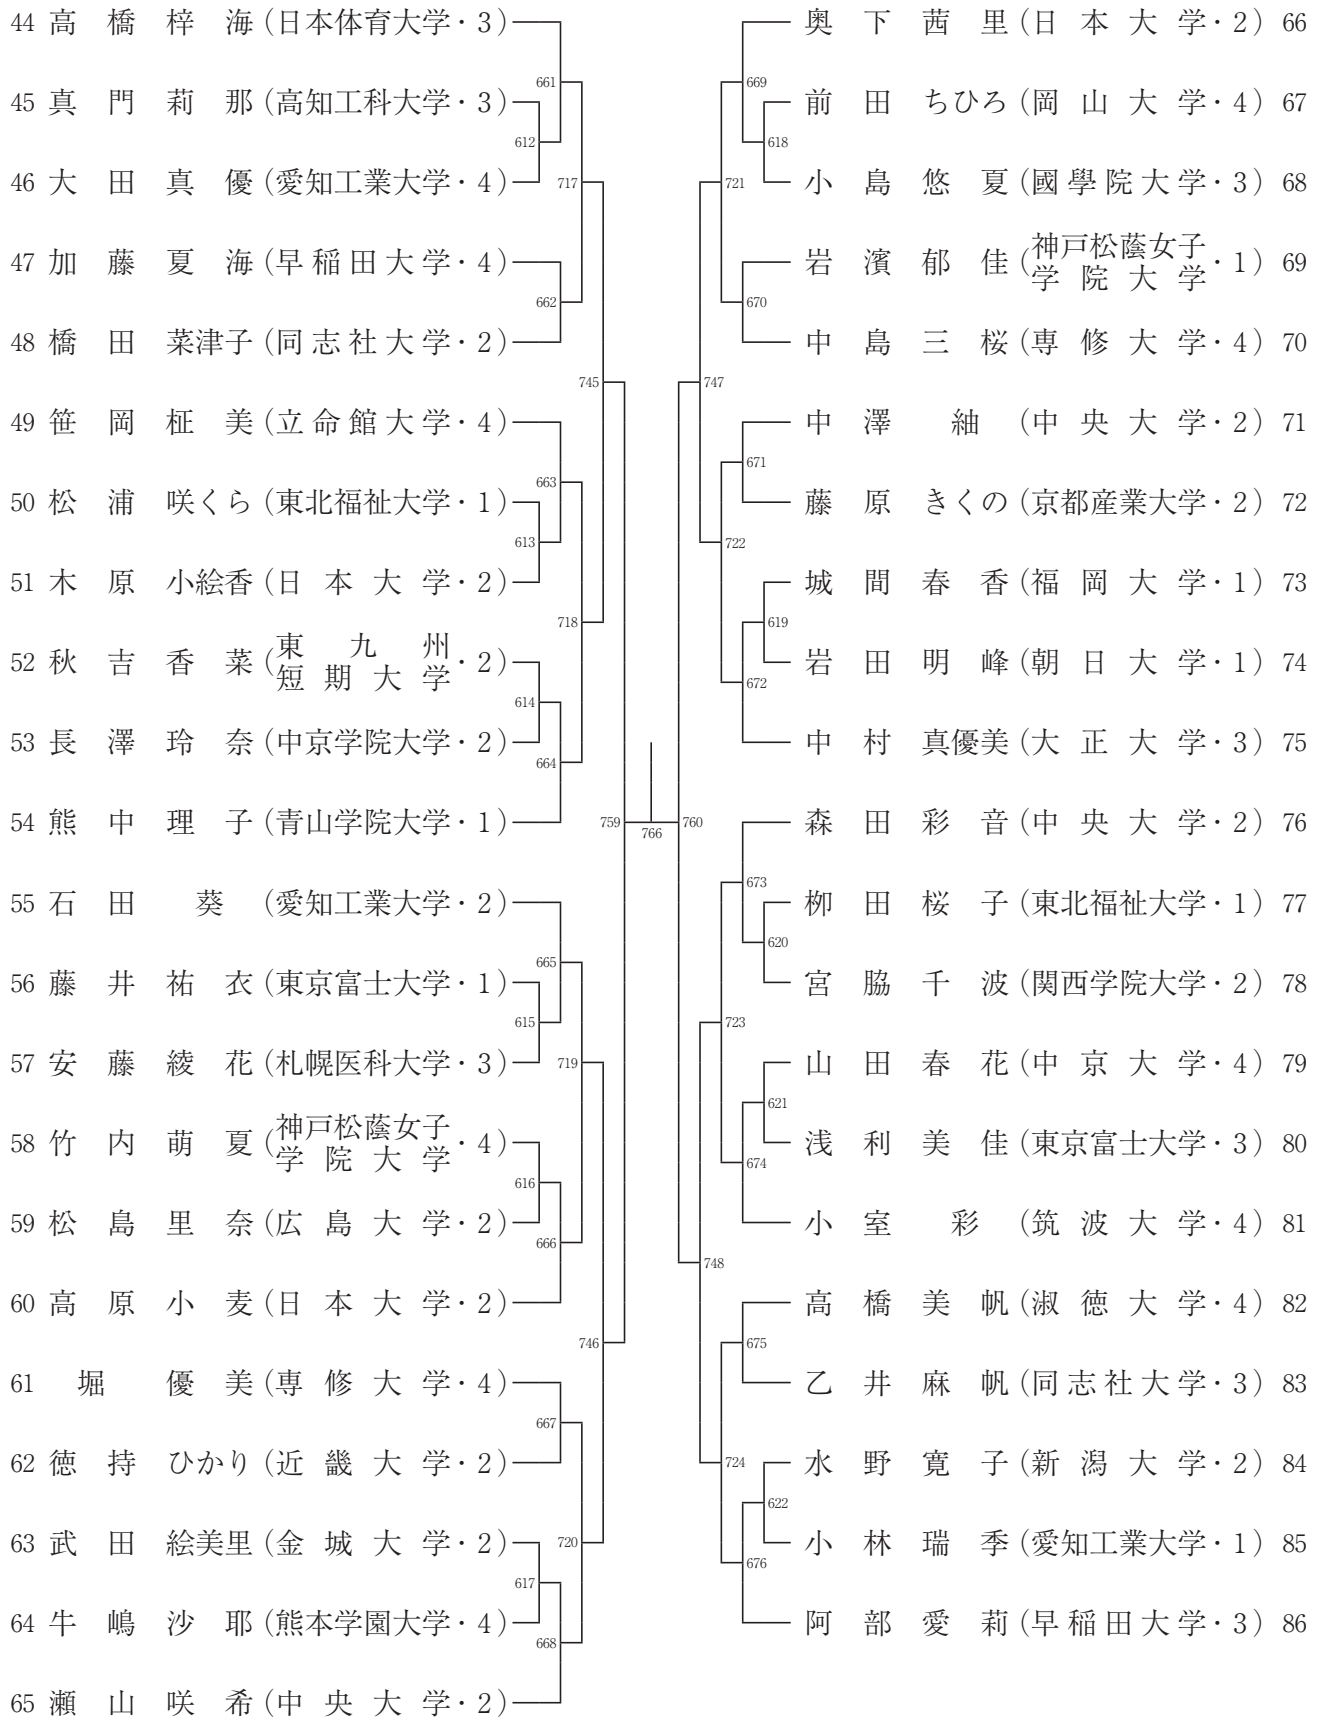 44 高橋梓海(日本体育大学・3)
661
45 真門莉那(高知工科大学・3)
612
46 大田真優(愛知工業大学・4)
717
47 加藤夏海(早稲田大学・4)
662
48 橋田菜津子(同志社大学・2)
745
49 笹岡柾美(立命館大学・4)
663
50 松浦咲くら(東北福祉大学・1)
613
51 木原小絵香(日本大学・2)
718
52 秋吉香菜(東九州短期大学・2)
614
53 長澤玲奈(中京学院大学・2)
664
54 熊中理子(青山学院大学・1)
759
766
55 石田葵(愛知工業大学・2)
665
56 藤井祐衣(東京富士大学・1)
615
57 安藤綾花(札幌医科大学・3)
719
58 竹内萌夏(神戸松蔭女子学院大学・4)
616
59 松島里奈(広島大学・2)
666
60 高原小麦(日本大学・2)
746
61 堀優美(専修大学・4)
667
62 徳持ひかり(近畿大学・2)
63 武田絵美里(金城大学・2)
720
617
64 牛嶋沙耶(熊本学園大学・4)
668
65 瀬山咲希(中央大学・2)
奥下茜里(日本大学・2) 66
669
前田ちひろ(岡山大学・4) 67
618
小島悠夏(國學院大学・3) 68
721
岩濱郁佳(神戸松蔭女子学院大学・1) 69
670
中島三桜(専修大学・4) 70
747
中澤紬(中央大学・2) 71
671
藤原きくの(京都産業大学・2) 72
722
城間春香(福岡大学・1) 73
619
岩田明峰(朝日大学・1) 74
672
中村真優美(大正大学・3) 75
760
森田彩音(中央大学・2) 76
673
栁田桜子(東北福祉大学・1) 77
620
宮脇千波(関西学院大学・2) 78
723
山田春花(中京大学・4) 79
621
浅利美佳(東京富士大学・3) 80
674
小室彩(筑波大学・4) 81
748
高橋美帆(淑徳大学・4) 82
675
乙井麻帆(同志社大学・3) 83
724
水野寛子(新潟大学・2) 84
622
小林瑞季(愛知工業大学・1) 85
676
阿部愛莉(早稲田大学・3) 86